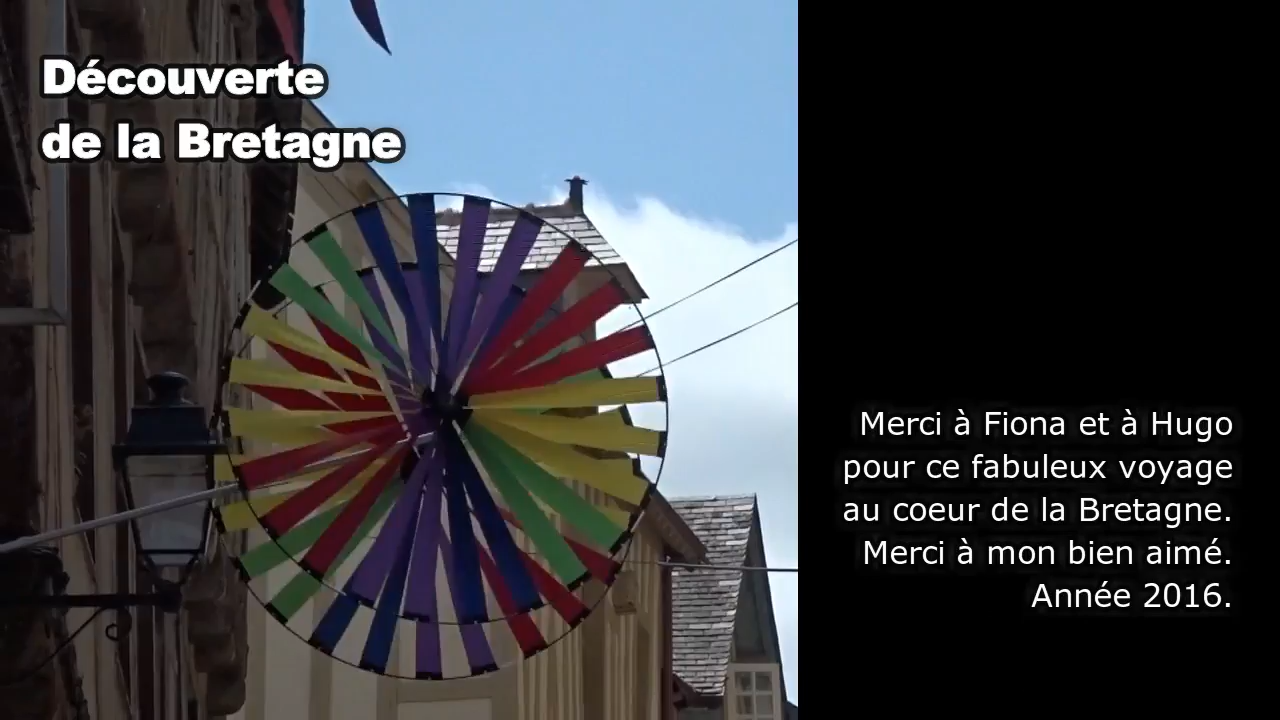 Découverte
de la Bretagne
Merci à Fiona et à Hugo
pour ce fabuleux voyage
au coeur de la Bretagne.
Merci à mon bien aimé.
Année 2016.